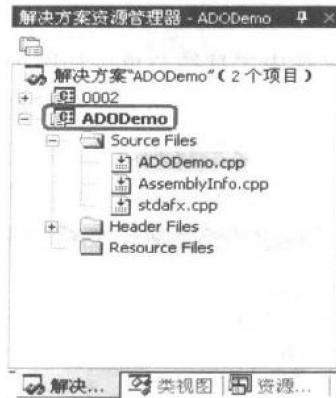 解决方案资源管理器 - ADODemo
解决方案"ADODemo"(2 个项目)
0002
ADODemo
Source Files
ADODemo.cpp
AssemblyInfo.cpp
stdafx.cpp
Header Files
Resource Files
解决... 类视图 资源...